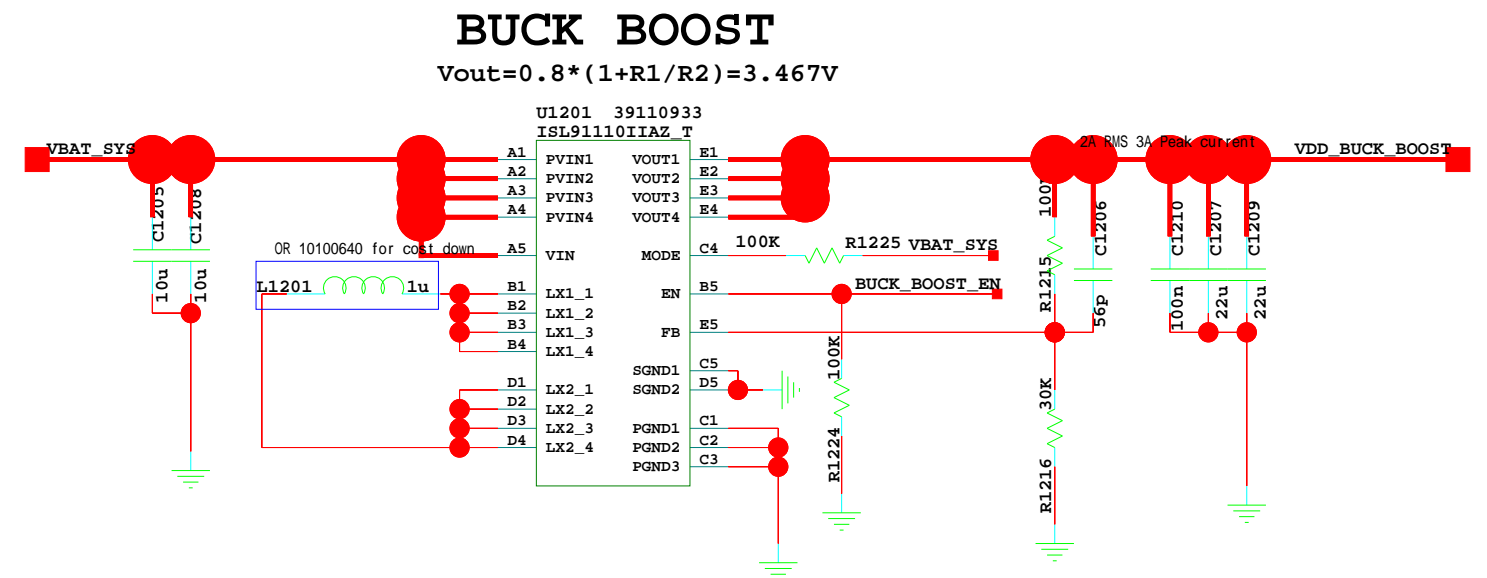 BUCK BOOST
Vout=0.8*(1+R1/R2)=3.467V
U1201 39110933
ISL91110IIAZ_T
VBAT_SYS
2A RMS 3A Peak current
VDD_BUCK_BOOST
A1 PVIN1 VOUT1 E1
A2 PVIN2 VOUT2 E2
A3 PVIN3 VOUT3 E3
A4 PVIN4 VOUT4 E4
A5 VIN MODE C4
B1 LX1_1 EN B5
B2 LX1_2
B3 LX1_3 FB E5
B4 LX1_4
SGND1 C5
D1 LX2_1 SGND2 D5
D2 LX2_2
D3 LX2_3 PGND1 C1
D4 LX2_4 PGND2 C2
PGND3 C3
C1205
10u
C1208
10u
OR 10100640 for cost down
L1201 1u
100K R1225 VBAT_SYS
BUCK_BOOST_EN
100K
R1224
R1215
C1206
56p
30K
R1216
C1210
100n
C1207
22u
C1209
22u